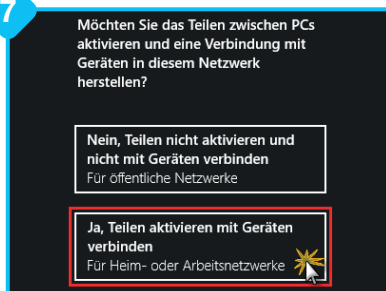 7
Möchten Sie das Teilen zwischen PCs
aktivieren und eine Verbindung mit
Geräten in diesem Netzwerk
herstellen?
Nein, Teilen nicht aktivieren und
nicht mit Geräten verbinden
Für öffentliche Netzwerke
Ja, Teilen aktivieren mit Geräten
verbinden
Für Heim- oder Arbeitsnetzwerke